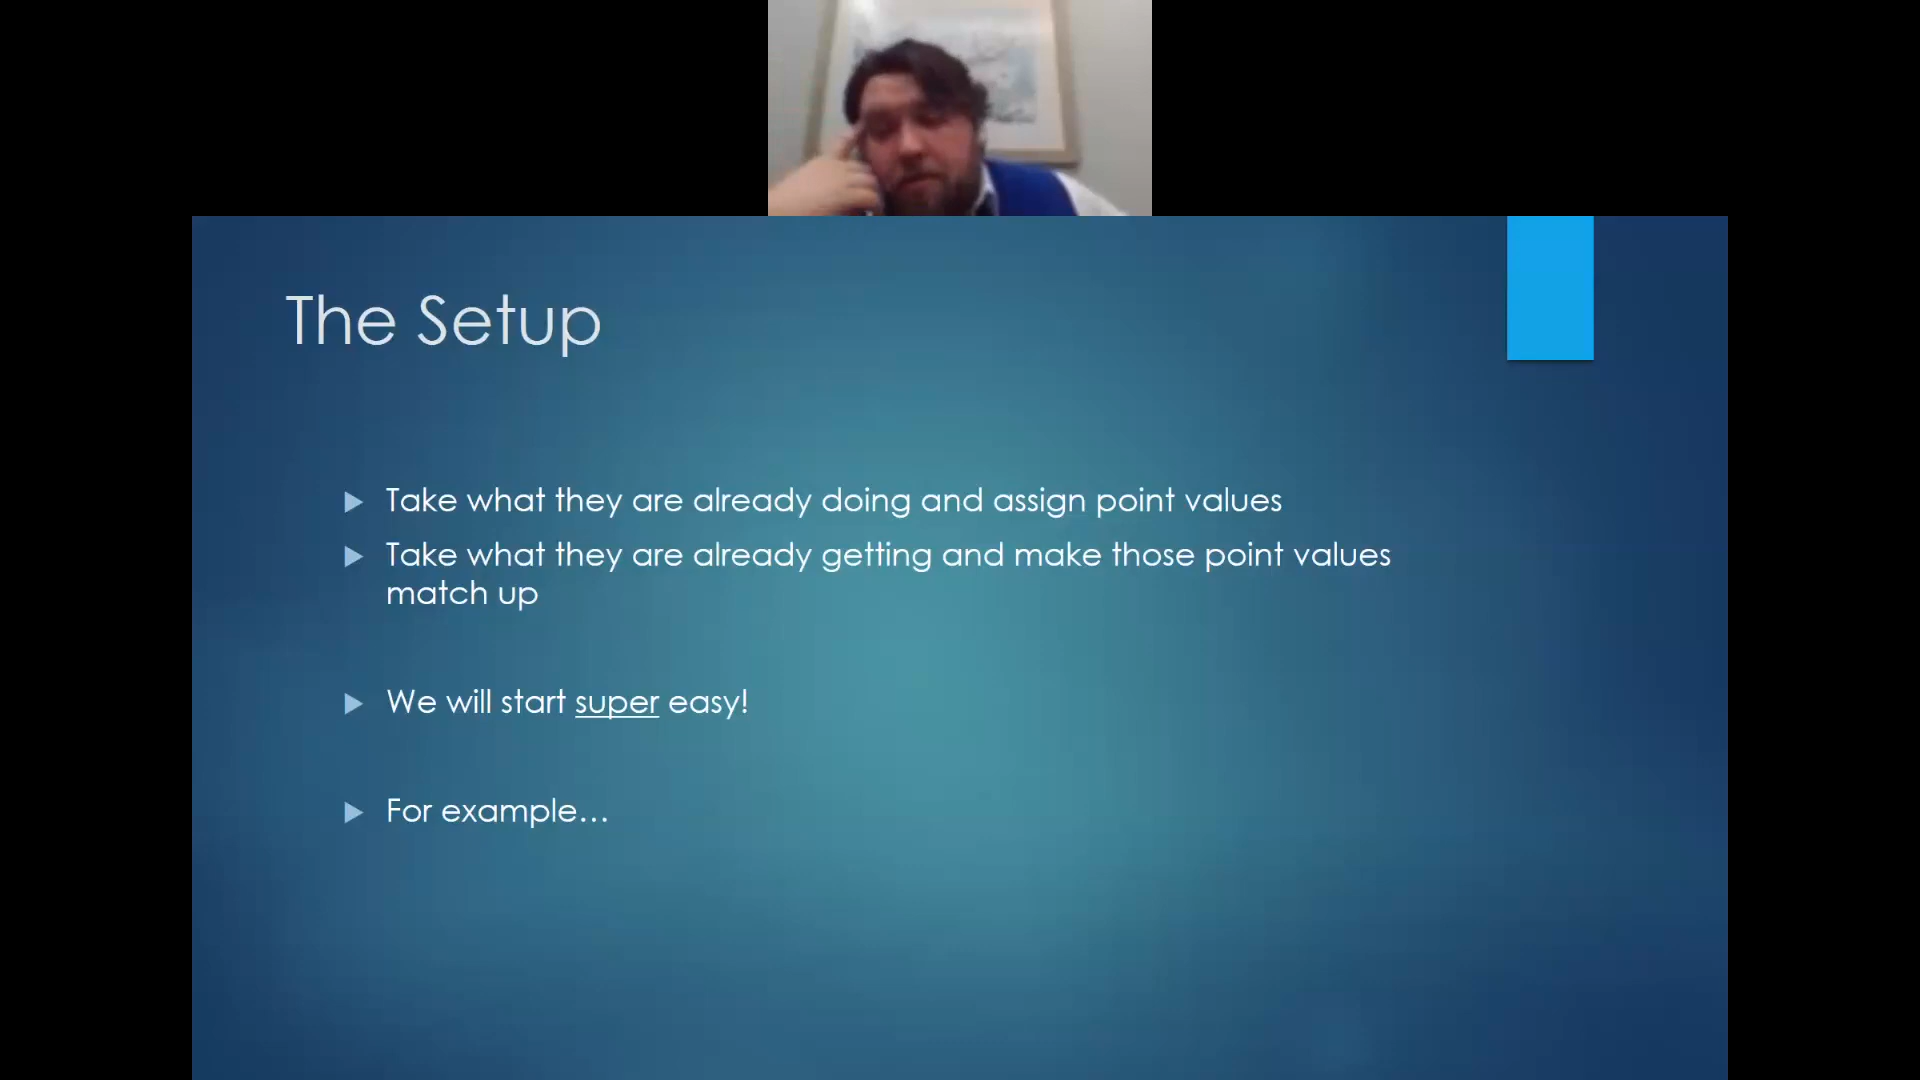 The Setup
Take what they are already doing and assign point values
Take what they are already getting and make those point values
match up
We will start super easy!
For example…